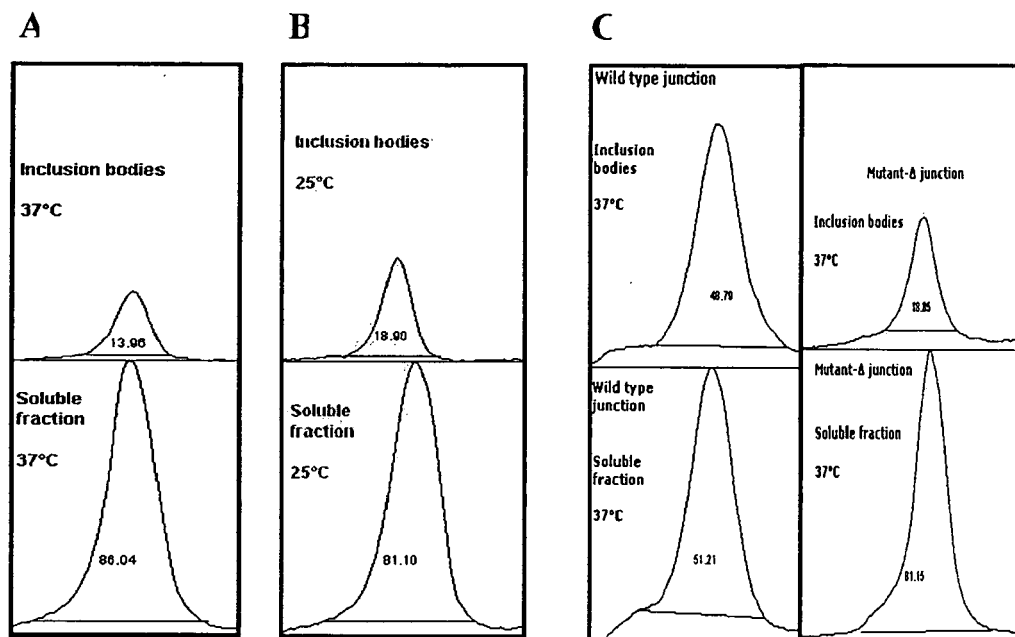 A
B
C
Inclusion bodies
37°C
13.96
Soluble
fraction
37°C
86.04
Inclusion bodies
25°C
18.90
Soluble
fraction
25°C
81.10
Wild type junction
Inclusion
bodies
37°C
48.79
Wild type
junction
Soluble
fraction
37°C
51.21
Mutant-Δ junction
Inclusion bodies
37°C
18.85
Mutant-Δ junction
Soluble fraction
37°C
81.15